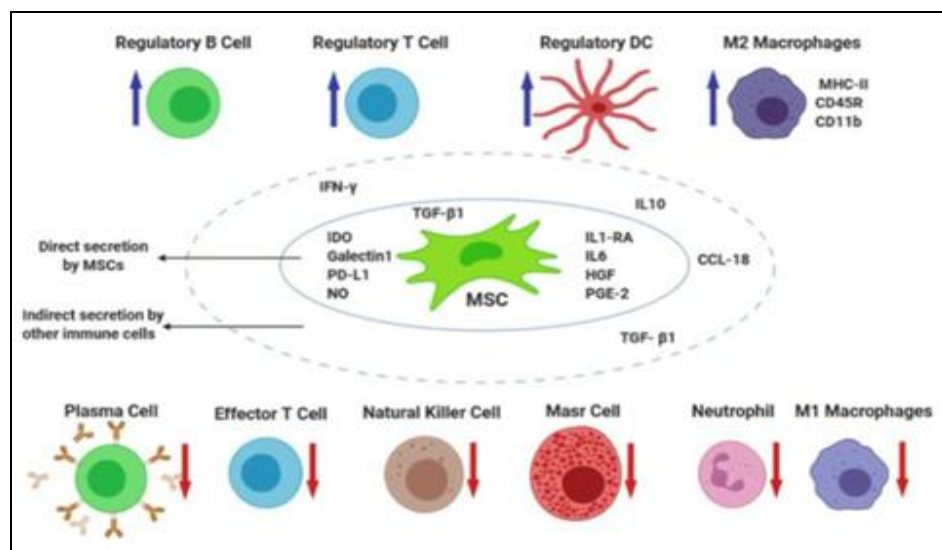 Regulatory B Cell
Regulatory T Cell
Regulatory DC
M2 Macrophages
MHC-II
CD45R
CD11b
IFN-γ
IL10
TGF-β1
IDO
Galectin1
PD-L1
NO
IL1-RA
IL6
HGF
PGE-2
MSC
CCL-18
TGF- β1
Direct secretion
by MSCs
Indirect secretion by
other immune cells
Plasma Cell
Effector T Cell
Natural Killer Cell
Masr Cell
Neutrophil
M1 Macrophages